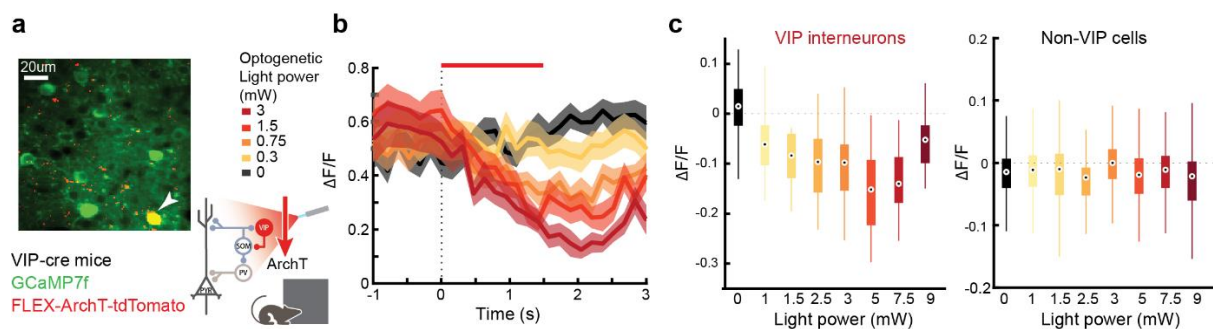 a
20um
Optogenetic
Light power
(mW)
3
1.5
0.75
0.3
0
VIP
SOM
PV
PYR
ArchT
VIP-cre mice
GCaMP7f
FLEX-ArchT-tdTomato
b
ΔF/F
0.8
0.6
0.4
0.2
0
-1 0 1 2 3
Time (s)
c
VIP interneurons
ΔF/F
0.1
0
-0.1
-0.2
-0.3
0 1 1.5 2.5 3 5 7.5 9
Light power (mW)
Non-VIP cells
ΔF/F
0.2
0.1
0
-0.1
-0.2
0 1 1.5 2.5 3 5 7.5 9
Light power (mW)